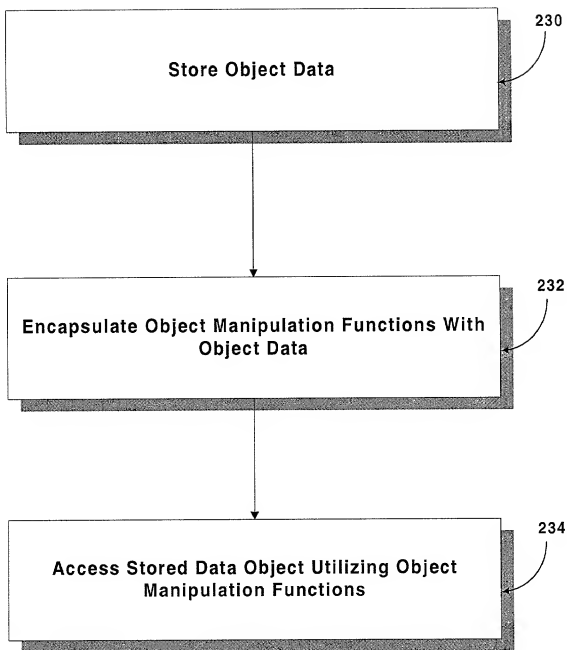 230
Store Object Data
232
Encapsulate Object Manipulation Functions With
Object Data
234
Access Stored Data Object Utilizing Object
Manipulation Functions